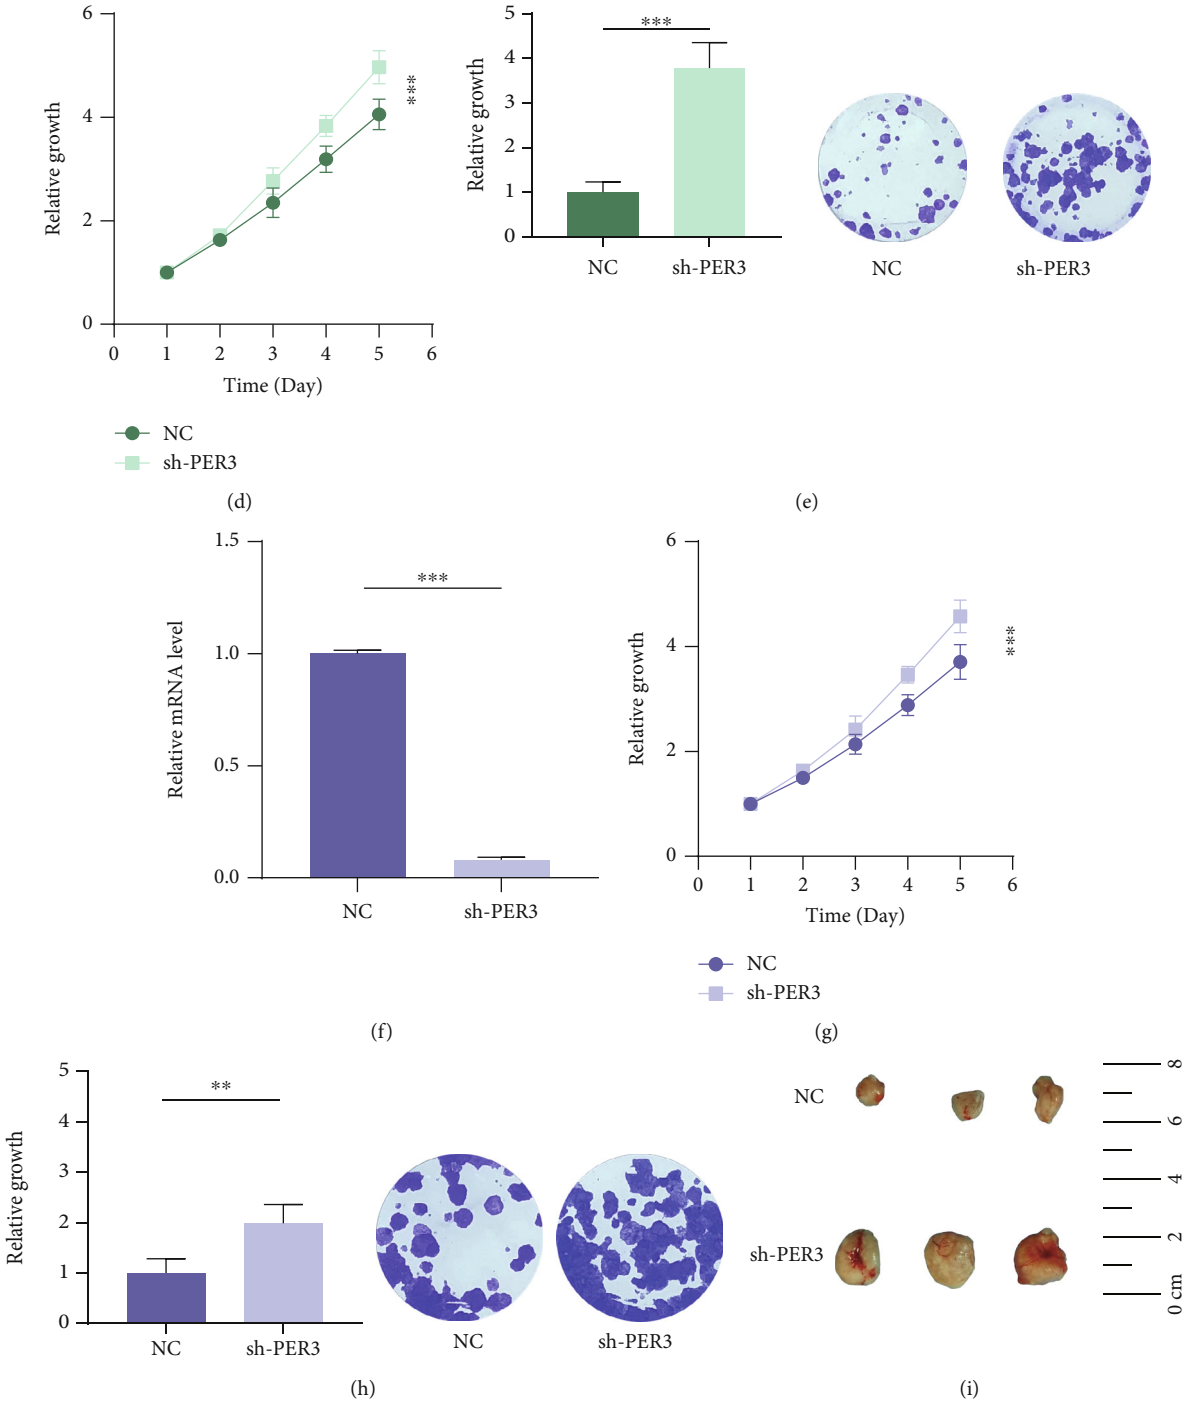 6
4
2
0
Relative growth
***
0 1 2 3 4 5 6
Time (Day)
NC
sh-PER3
(d)
5
4
3
2
1
0
Relative growth
***
NC sh-PER3
NC sh-PER3
(e)
1.5
1.0
0.5
0.0
Relative mRNA level
***
NC sh-PER3
(f)
6
4
2
0
Relative growth
***
0 1 2 3 4 5 6
Time (Day)
NC
sh-PER3
(g)
5
4
3
2
1
0
Relative growth
**
NC sh-PER3
NC sh-PER3
(h)
NC
sh-PER3
8
6
4
2
0 cm
(i)